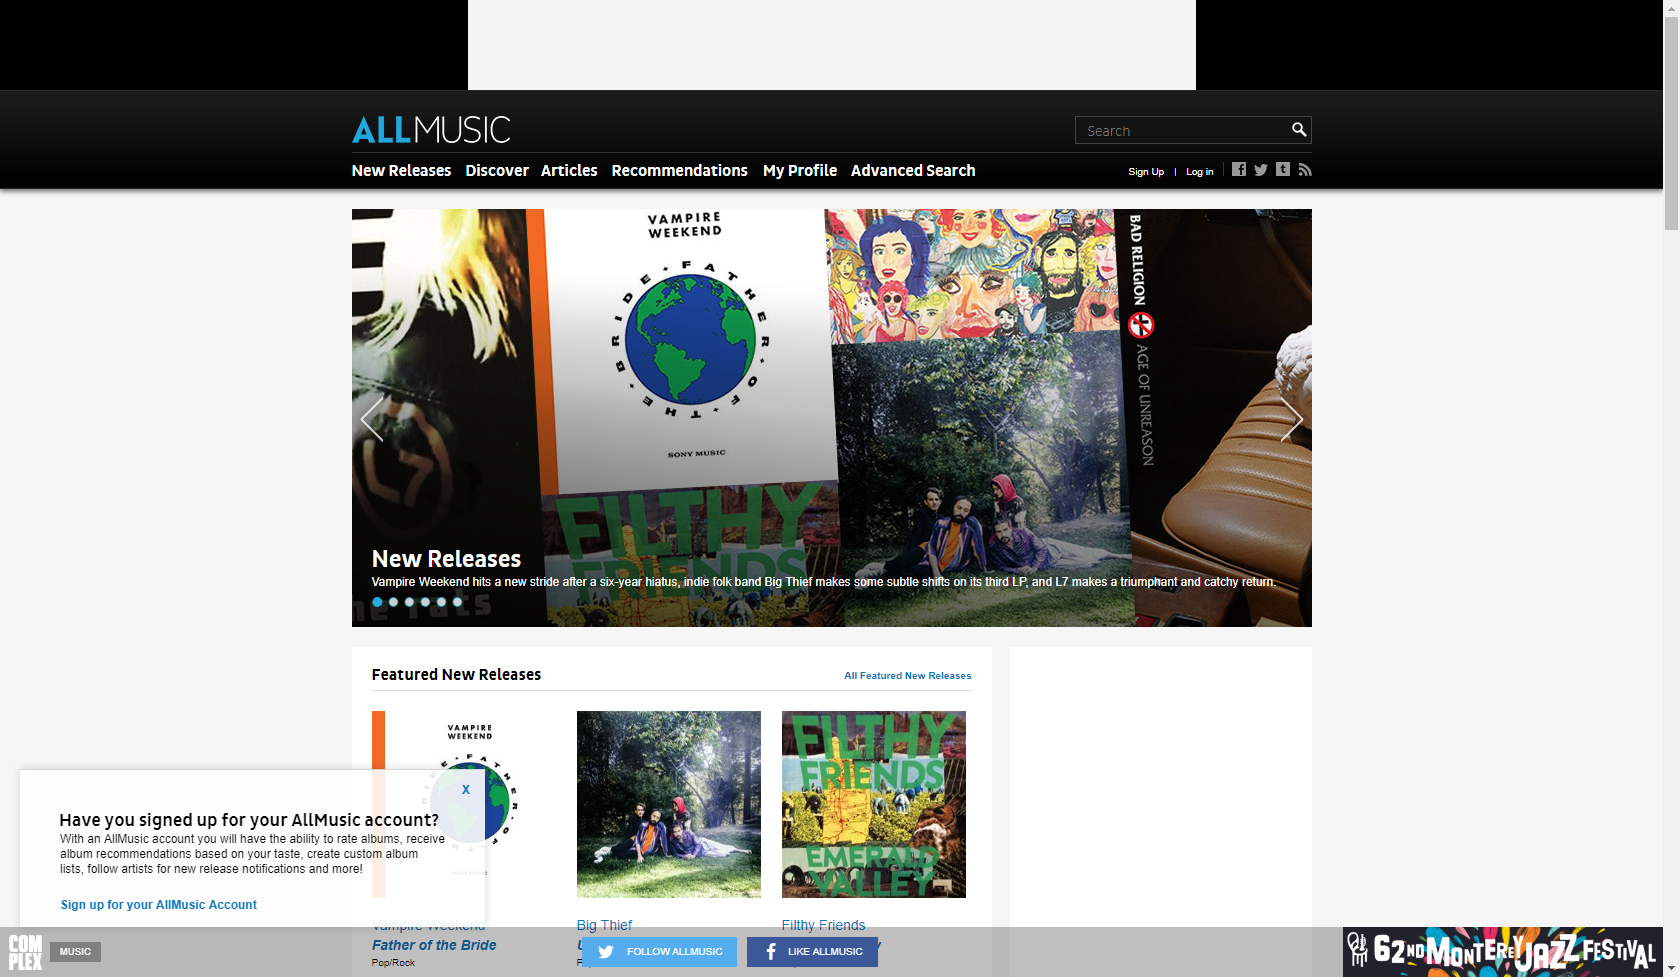 ALLMUSIC
Search
New Releases Discover Articles Recommendations My Profile Advanced Search
Sign Up | Log in
VAMPIRE
WEEKEND
FATHER OF THE BRIDE
SONY MUSIC
BAD RELIGION
AGE OF UNREASON
FILTHY
FRIENDS
New Releases
Vampire Weekend hits a new stride after a six-year hiatus, indie folk band Big Thief makes some subtle shifts on its third LP, and L7 makes a triumphant and catchy return.
Featured New Releases
All Featured New Releases
VAMPIRE
WEEKEND
FILTHY
FRIENDS
EMERALD
VALLEY
X
Have you signed up for your AllMusic account?
With an AllMusic account you will have the ability to rate albums, receive
album recommendations based on your taste, create custom album
lists, follow artists for new release notifications and more!
Sign up for your AllMusic Account
Vampire Weekend
Father of the Bride
Pop/Rock
Big Thief
Filthy Friends
COM
PLEX
MUSIC
FOLLOW ALLMUSIC
LIKE ALLMUSIC
62ND MONTEREY JAZZ FESTIVAL